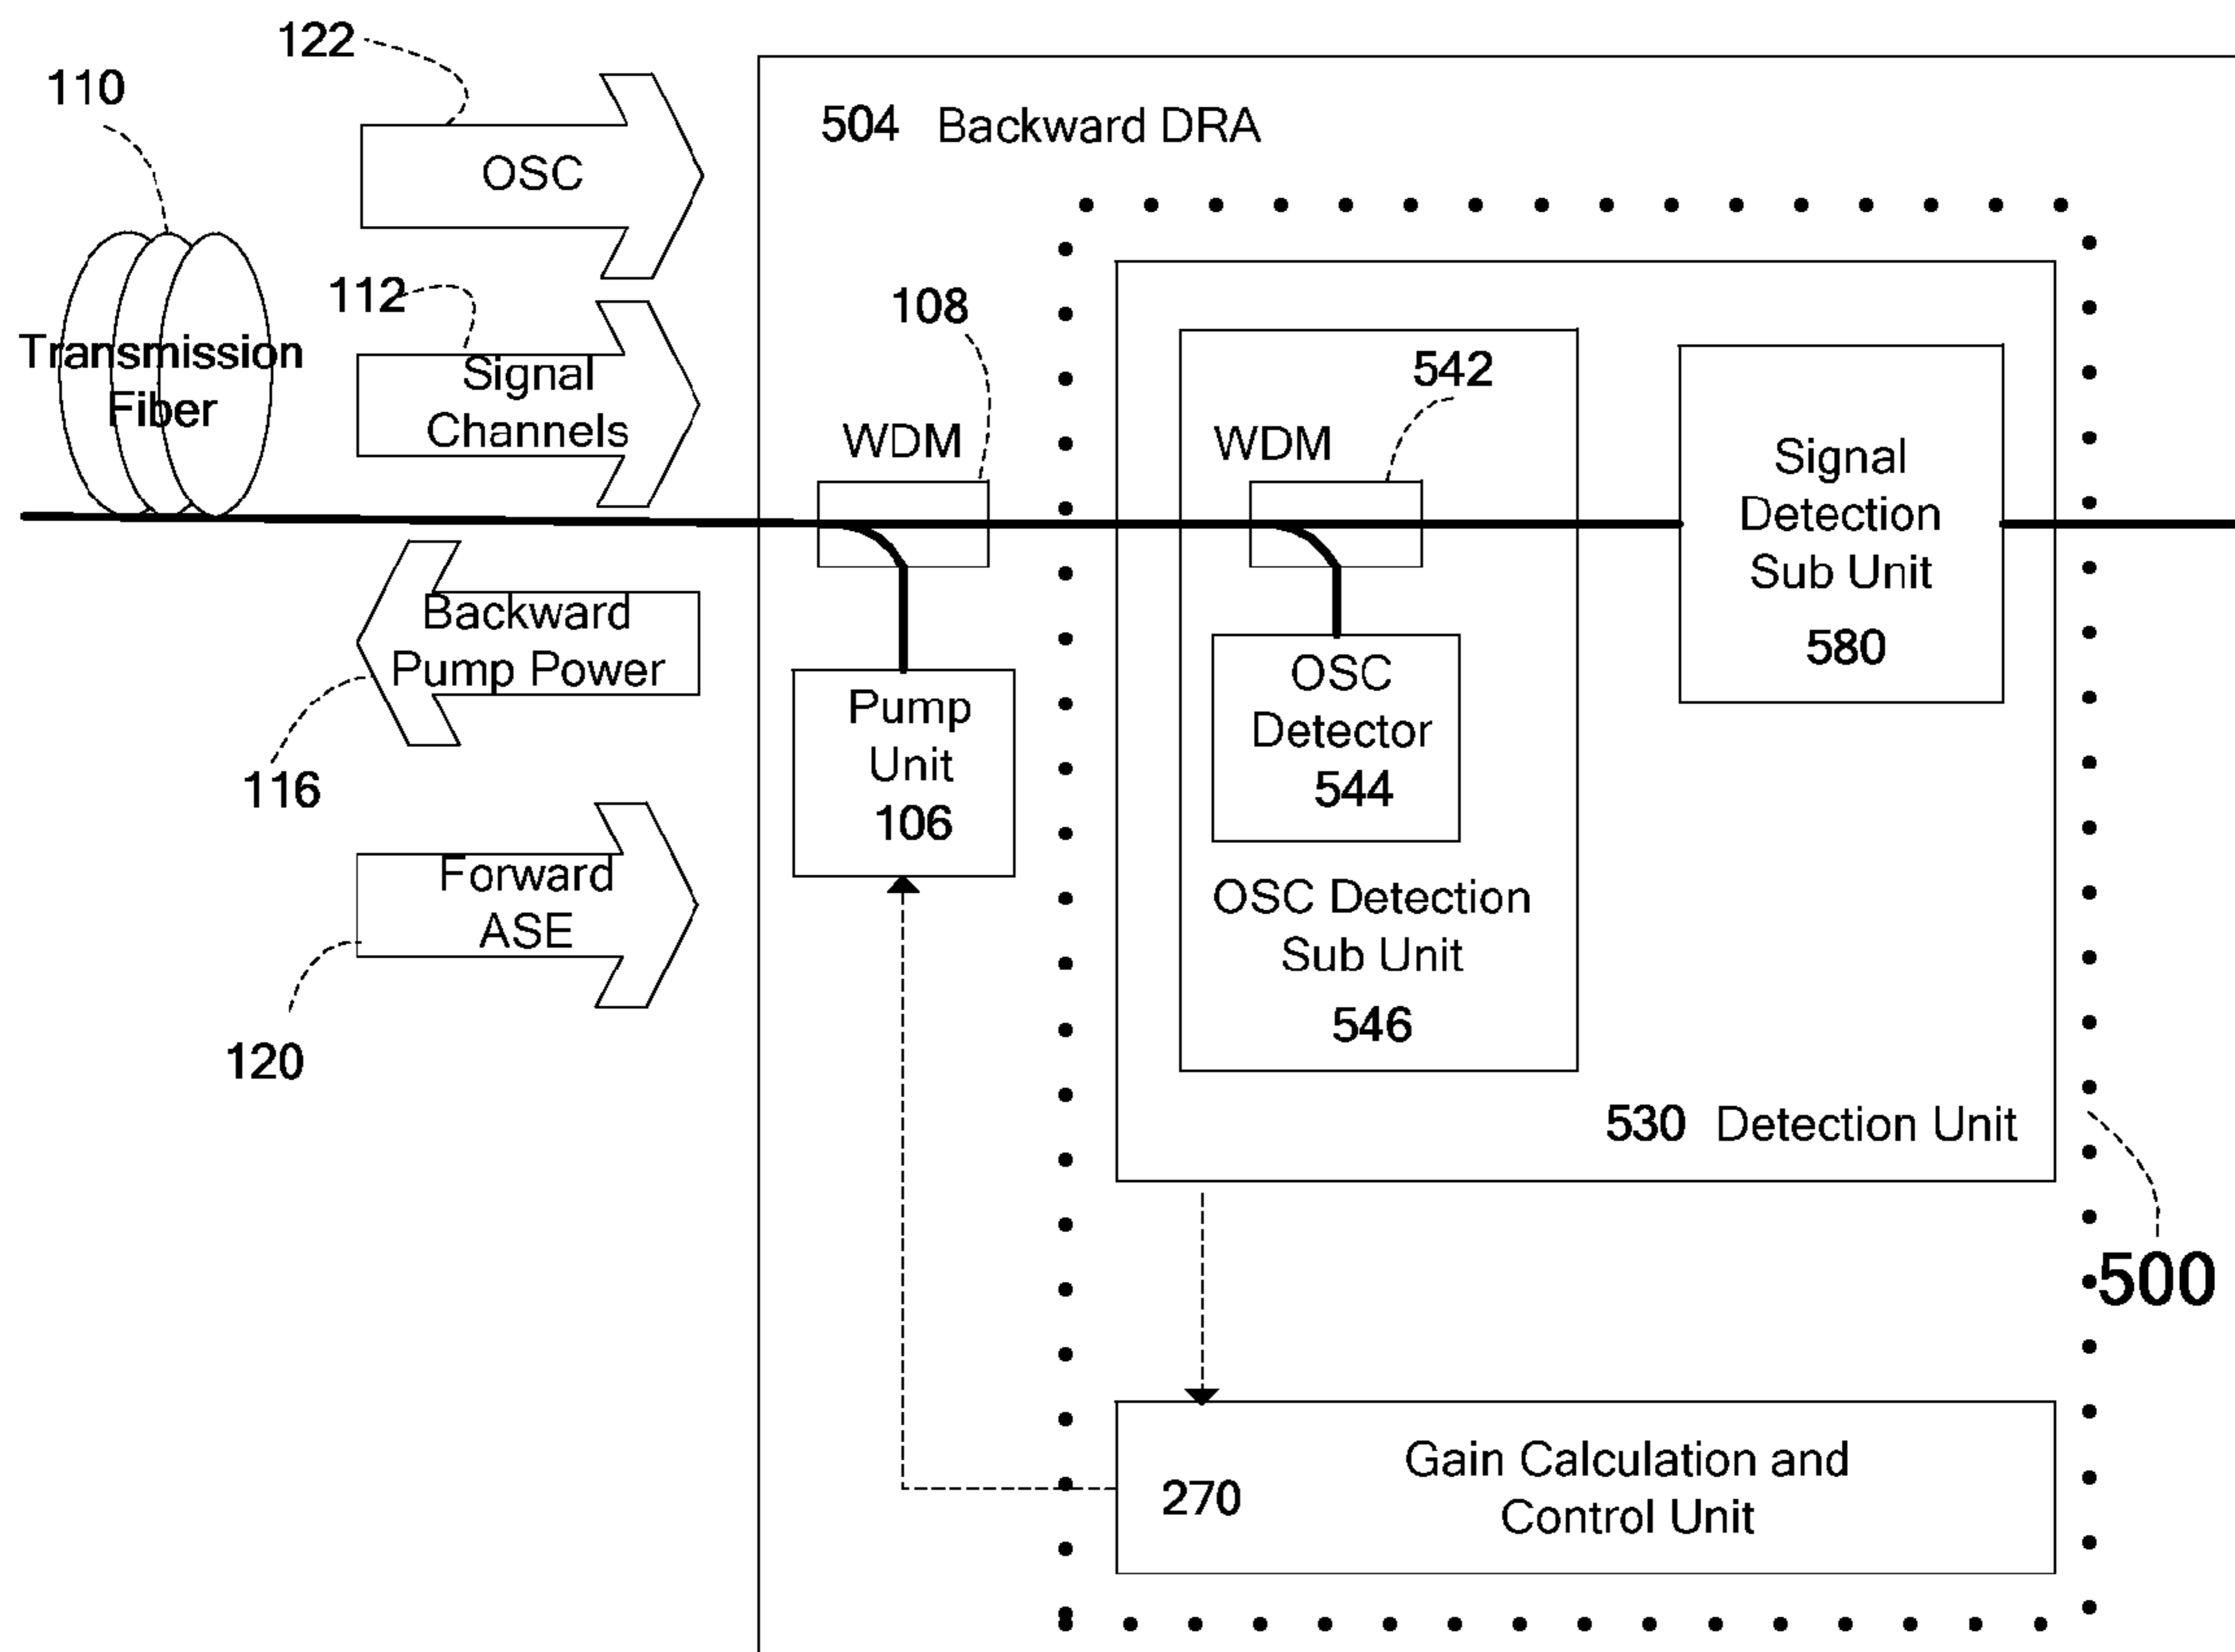 122
110
504 Backward DRA
OSC
112
108
Transmission
Fiber
Signal
Channels
WDM
542
WDM
Signal
Detection
Sub Unit
580
Backward
Pump Power
116
Pump
Unit
106
OSC
Detector
544
Forward
ASE
120
OSC Detection
Sub Unit
546
530 Detection Unit
500
270
Gain Calculation and
Control Unit